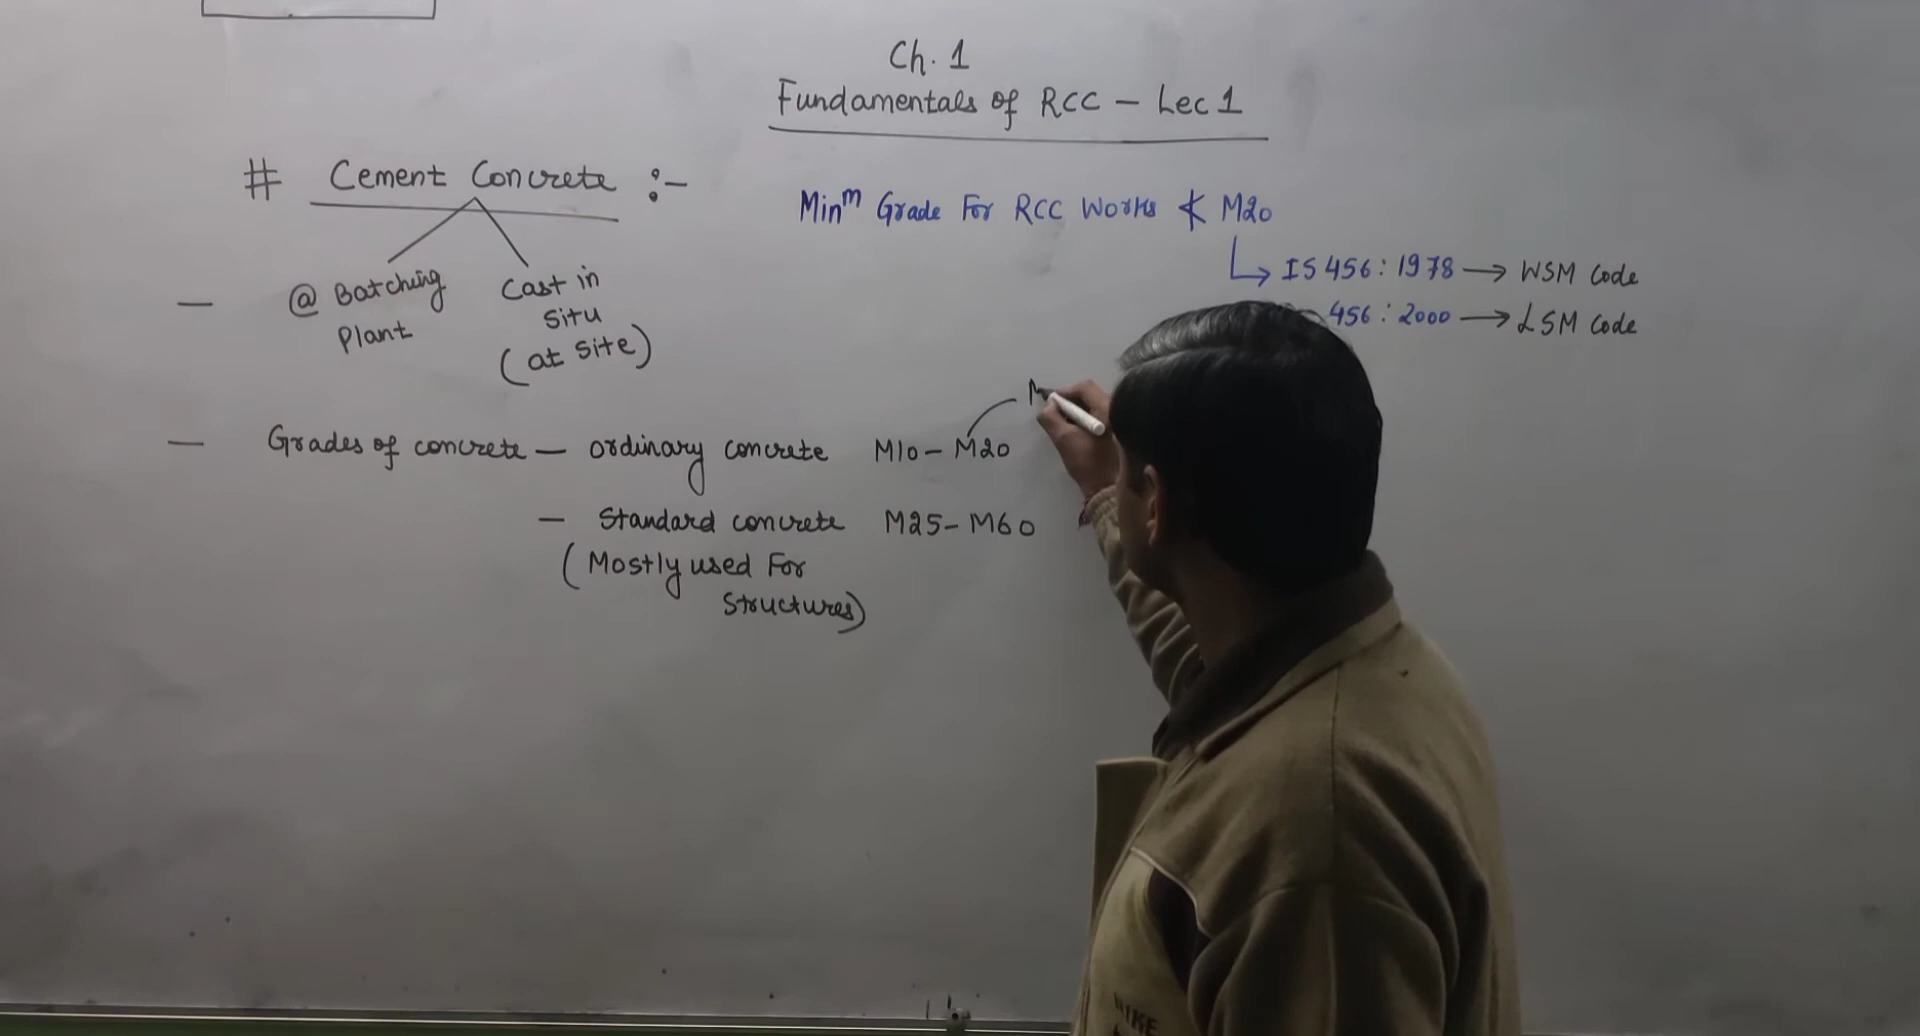 Ch. 1
Fundamentals of RCC – Lec 1
# Cement Concrete :-
Minᵐ Grade For RCC Works ≮ M20
IS 456: 1978 → WSM Code
456: 2000 → LSM Code
– @ Batching
Plant
Cast in
Situ
(at Site)
– Grades of concrete – ordinary concrete M10 – M20
– Standard concrete M25 – M60
(Mostly used For
Structures)